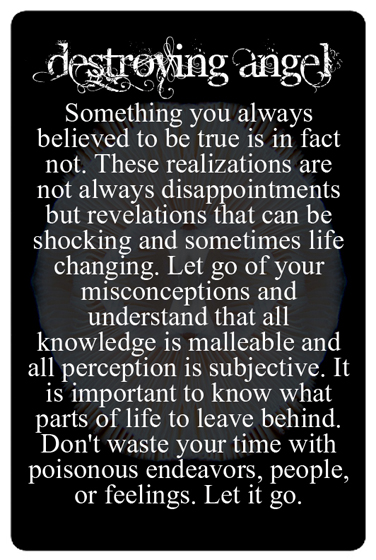 destroying angel
Something you always
believed to be true is in fact
not. These realizations are
not always disappointments
but revelations that can be
shocking and sometimes life
changing. Let go of your
misconceptions and
understand that all
knowledge is malleable and
all perception is subjective. It
is important to know what
parts of life to leave behind.
Don't waste your time with
poisonous endeavors, people,
or feelings. Let it go.